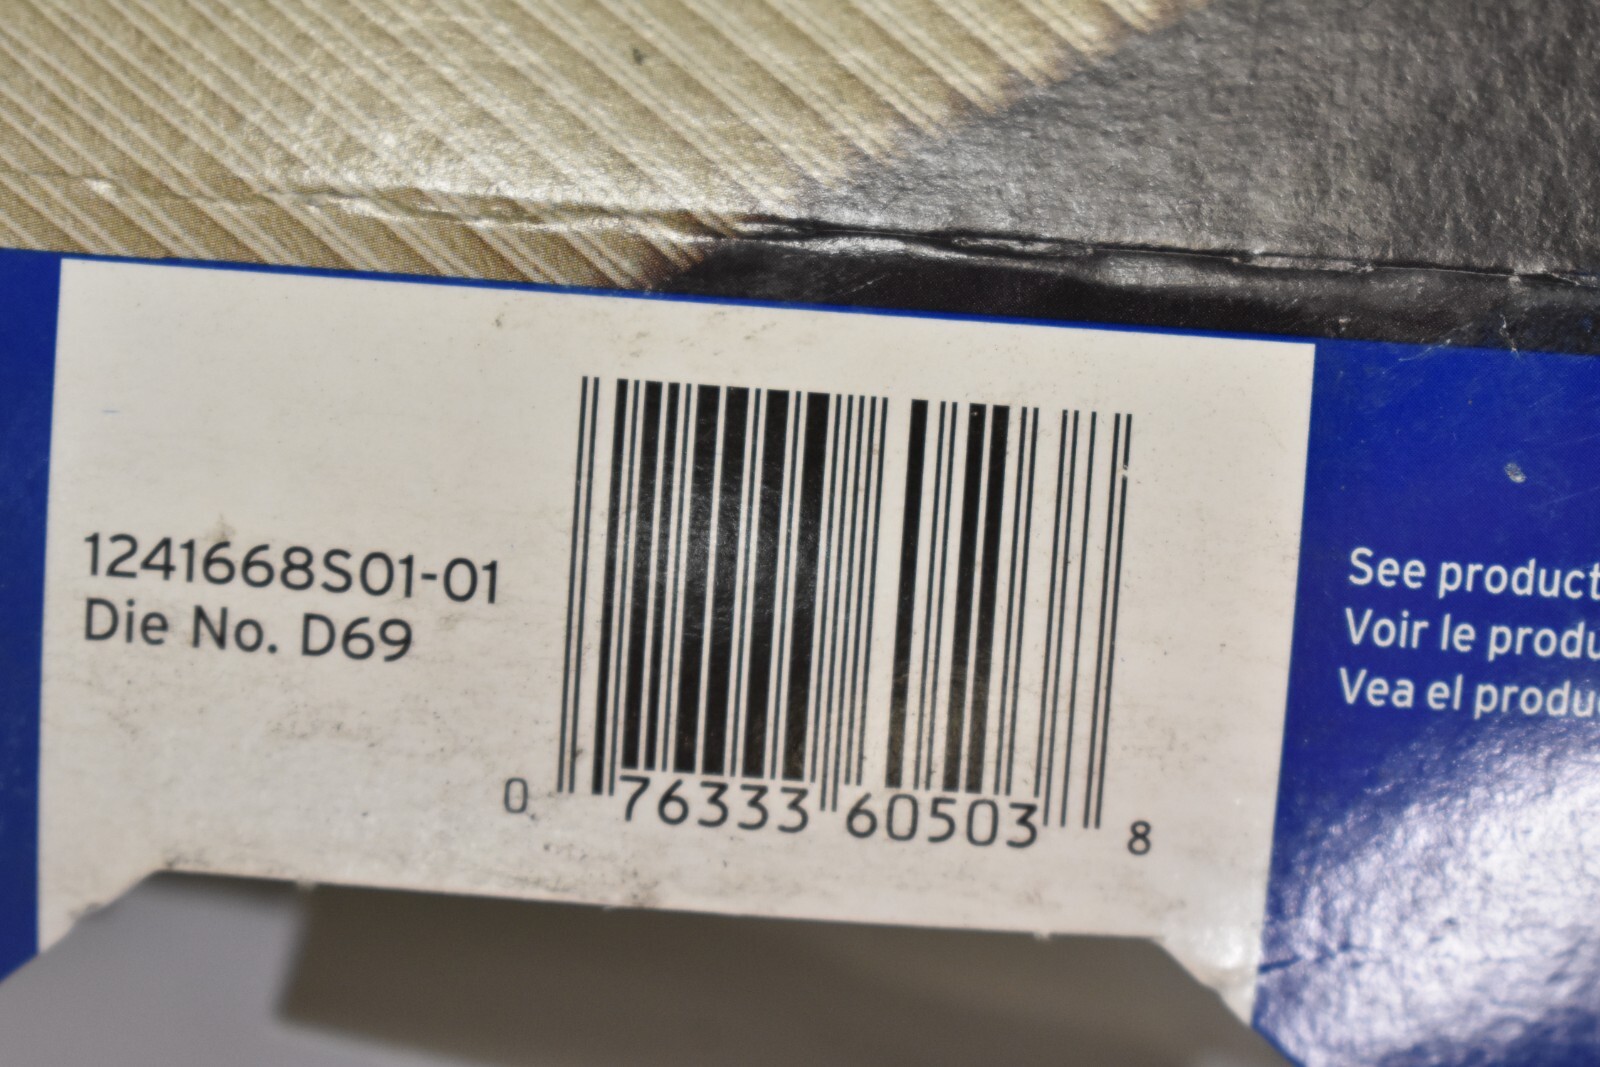 1241668S01-01
Die No. D69
0 76333 60503 8
See product
Voir le produ
Vea el produ